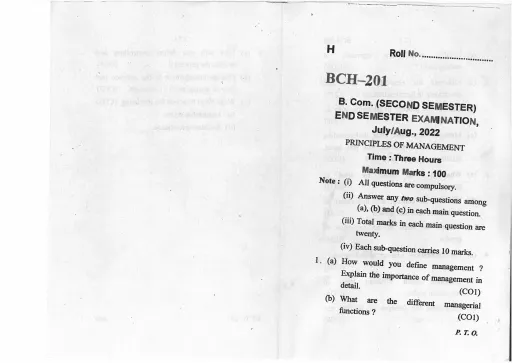 H
Roll No. ..............................
BCH–201
B. Com. (SECOND SEMESTER)
END SEMESTER EXAMINATION,
July/Aug., 2022
PRINCIPLES OF MANAGEMENT
Time : Three Hours
Maximum Marks : 100
Note : (i) All questions are compulsory.
(ii) Answer any two sub-questions among
(a), (b) and (c) in each main question.
(iii) Total marks in each main question are
twenty.
(iv) Each sub-question carries 10 marks.
1. (a) How would you define management ?
Explain the importance of management in
detail. (CO1)
(b) What are the different managerial
functions ? (CO1)
P. T. O.